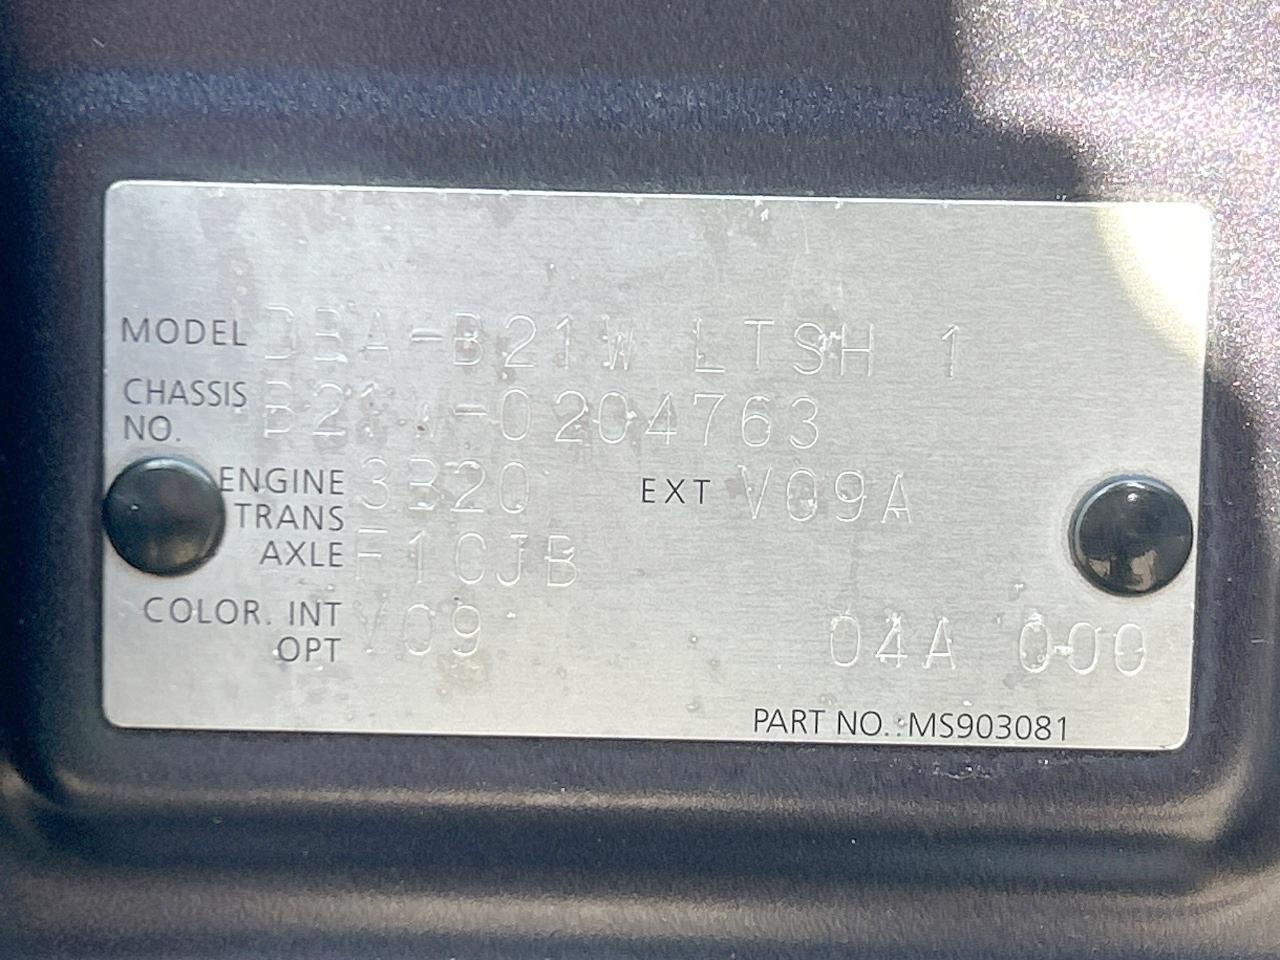 MODEL DBA-B21W LTSH 1
CHASSIS NO. B21W-0204763
ENGINE 3B20 EXT V09A
TRANS
AXLE F1CJB
COLOR. INT V09 04A 000
OPT
PART NO.:MS903081